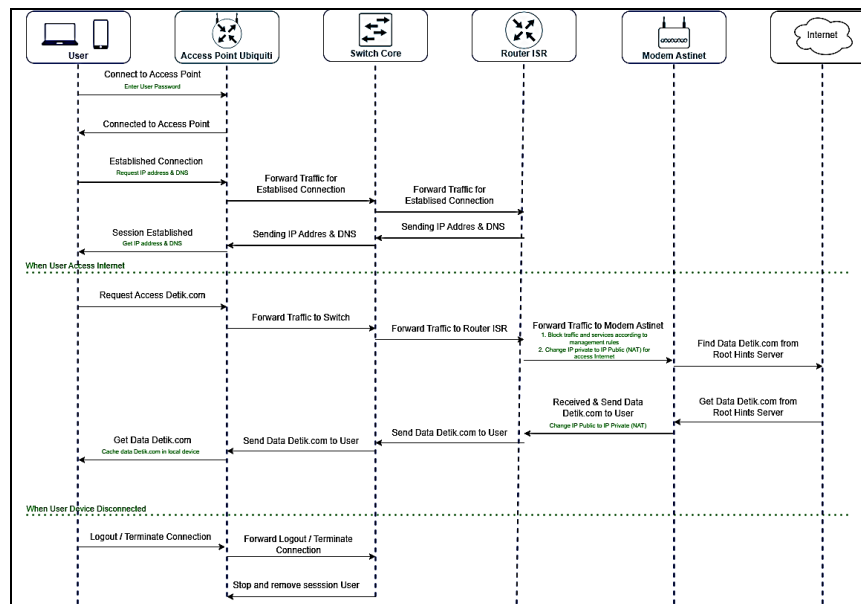 User
Access Point Ubiquiti
Switch Core
Router ISR
Modem Astinet
Internet
Connect to Access Point
Enter User Password
Connected to Access Point
Established Connection
Request IP address & DNS
Forward Traffic for
Establised Connection
Forward Traffic for
Establised Connection
Sending IP Addres & DNS
Sending IP Addres & DNS
Session Established
Get IP address & DNS
When User Access Internet
Request Access Detik.com
Forward Traffic to Switch
Forward Traffic to Router ISR
Forward Traffic to Modem Astinet
1. Block traffic and services according to
management rules
2. Change IP private to IP Public (NAT) for
access Internet
Find Data Detik.com from
Root Hints Server
Get Data Detik.com from
Root Hints Server
Received & Send Data
Detik.com to User
Change IP Public to IP Private (NAT)
Send Data Detik.com to User
Send Data Detik.com to User
Get Data Detik.com
Cache data Detik.com in local device
When User Device Disconnected
Logout / Terminate Connection
Forward Logout / Terminate
Connection
Stop and remove sesssion User